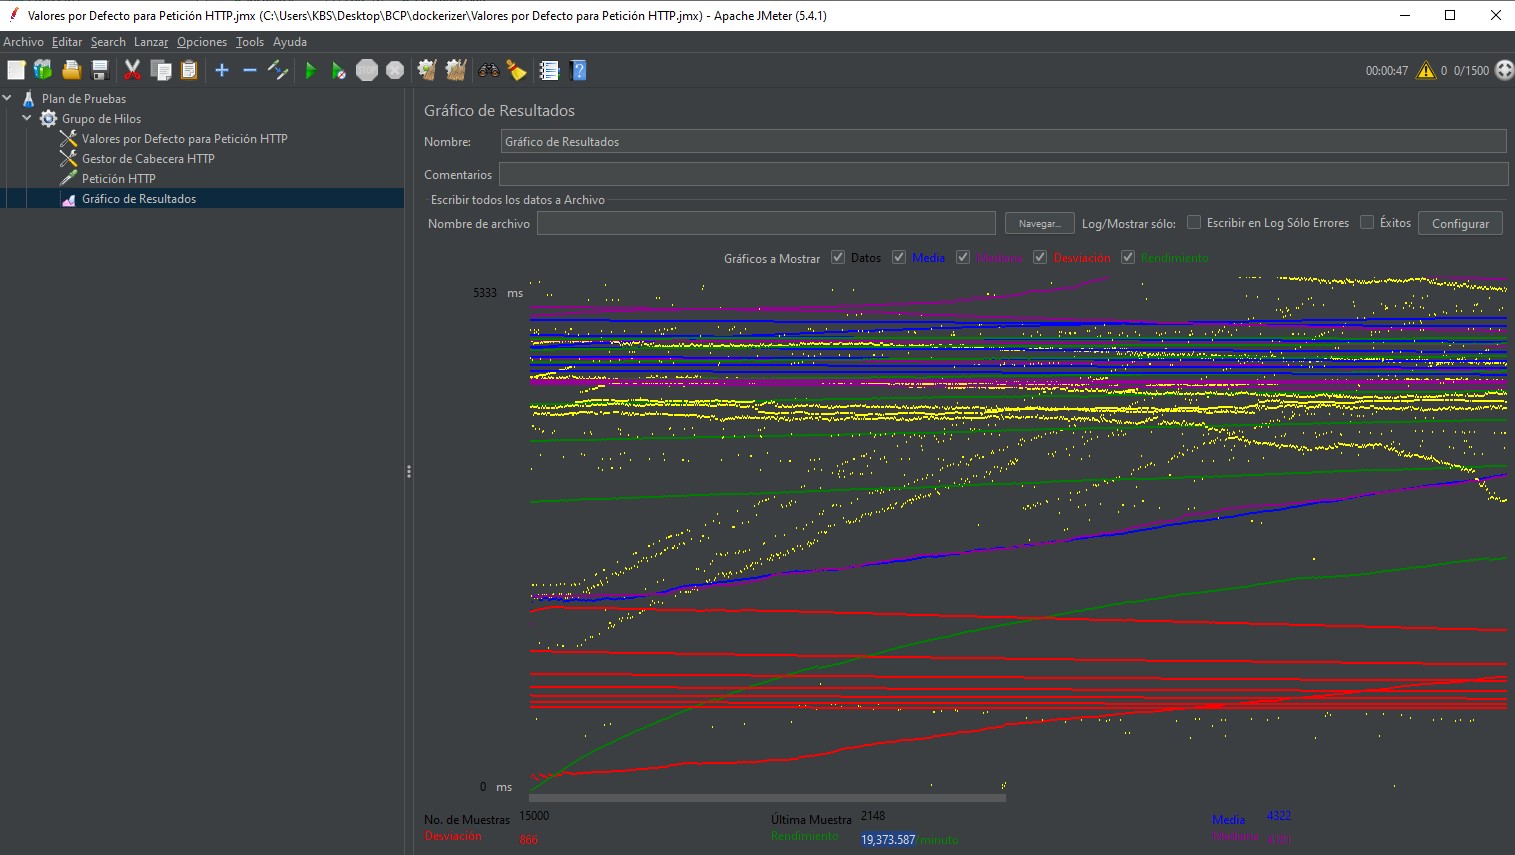 Valores por Defecto para Petición HTTP.jmx (C:\Users\KBS\Desktop\BCP\dockerizer\Valores por Defecto para Petición HTTP.jmx) - Apache JMeter (5.4.1)
Archivo Editar Search Lanzar Opciones Tools Ayuda
STOP 00:00:47 0 0/1500
Plan de Pruebas
Grupo de Hilos
Valores por Defecto para Petición HTTP
Gestor de Cabecera HTTP
Petición HTTP
Gráfico de Resultados
Gráfico de Resultados
Nombre: Gráfico de Resultados
Comentarios
Escribir todos los datos a Archivo
Nombre de archivo Navegar... Log/Mostrar sólo: Escribir en Log Sólo Errores Éxitos Configurar
Gráficos a Mostrar Datos Media Mediana Desviación Rendimiento
5333 ms
0 ms
No. de Muestras 15000 Última Muestra 2148 Media 4322
Desviación 866 Rendimiento 19,373.587/minuto Mediana